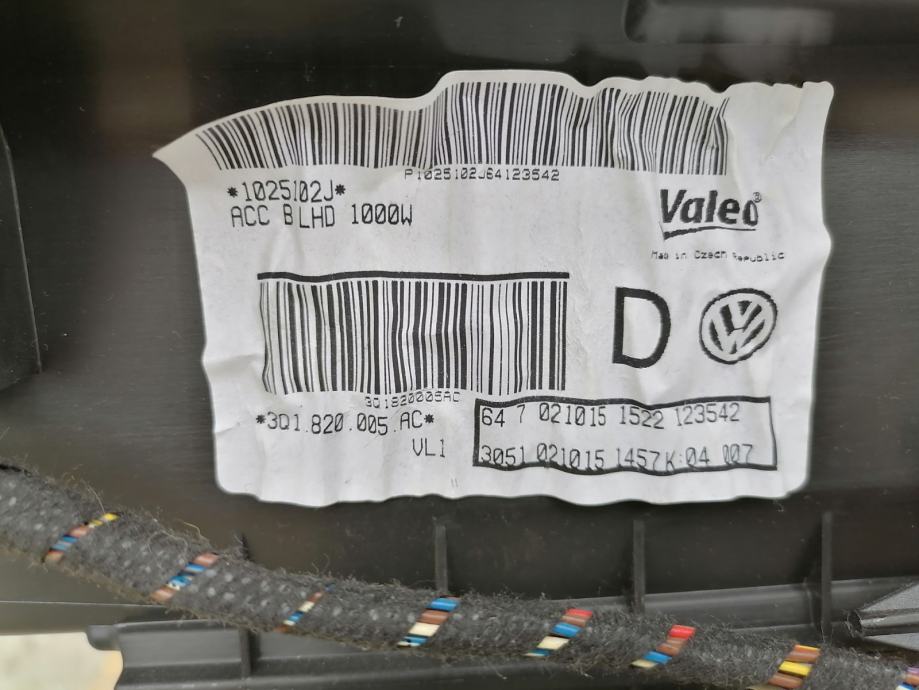 P1025102J64123542
*1025102J*
ACC B LHD 1000W
Valeo®
Made in Czech Republic
D
VW
3Q1820005AC
*3Q1.820.005.AC*
VL1
64 7 021015 1522 123542
3051 021015 1457K:04 007